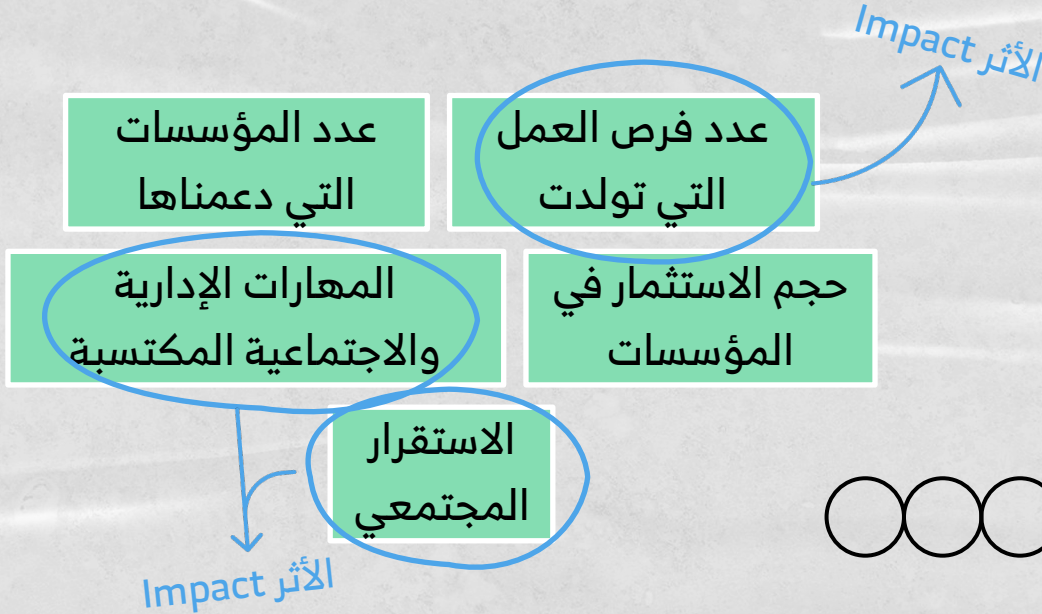 الأثر Impact
عدد فرص العمل
التي تولدت
عدد المؤسسات
التي دعمناها
حجم الاستثمار في
المؤسسات
المهارات الإدارية
والاجتماعية المكتسبة
الاستقرار
المجتمعي
الأثر Impact